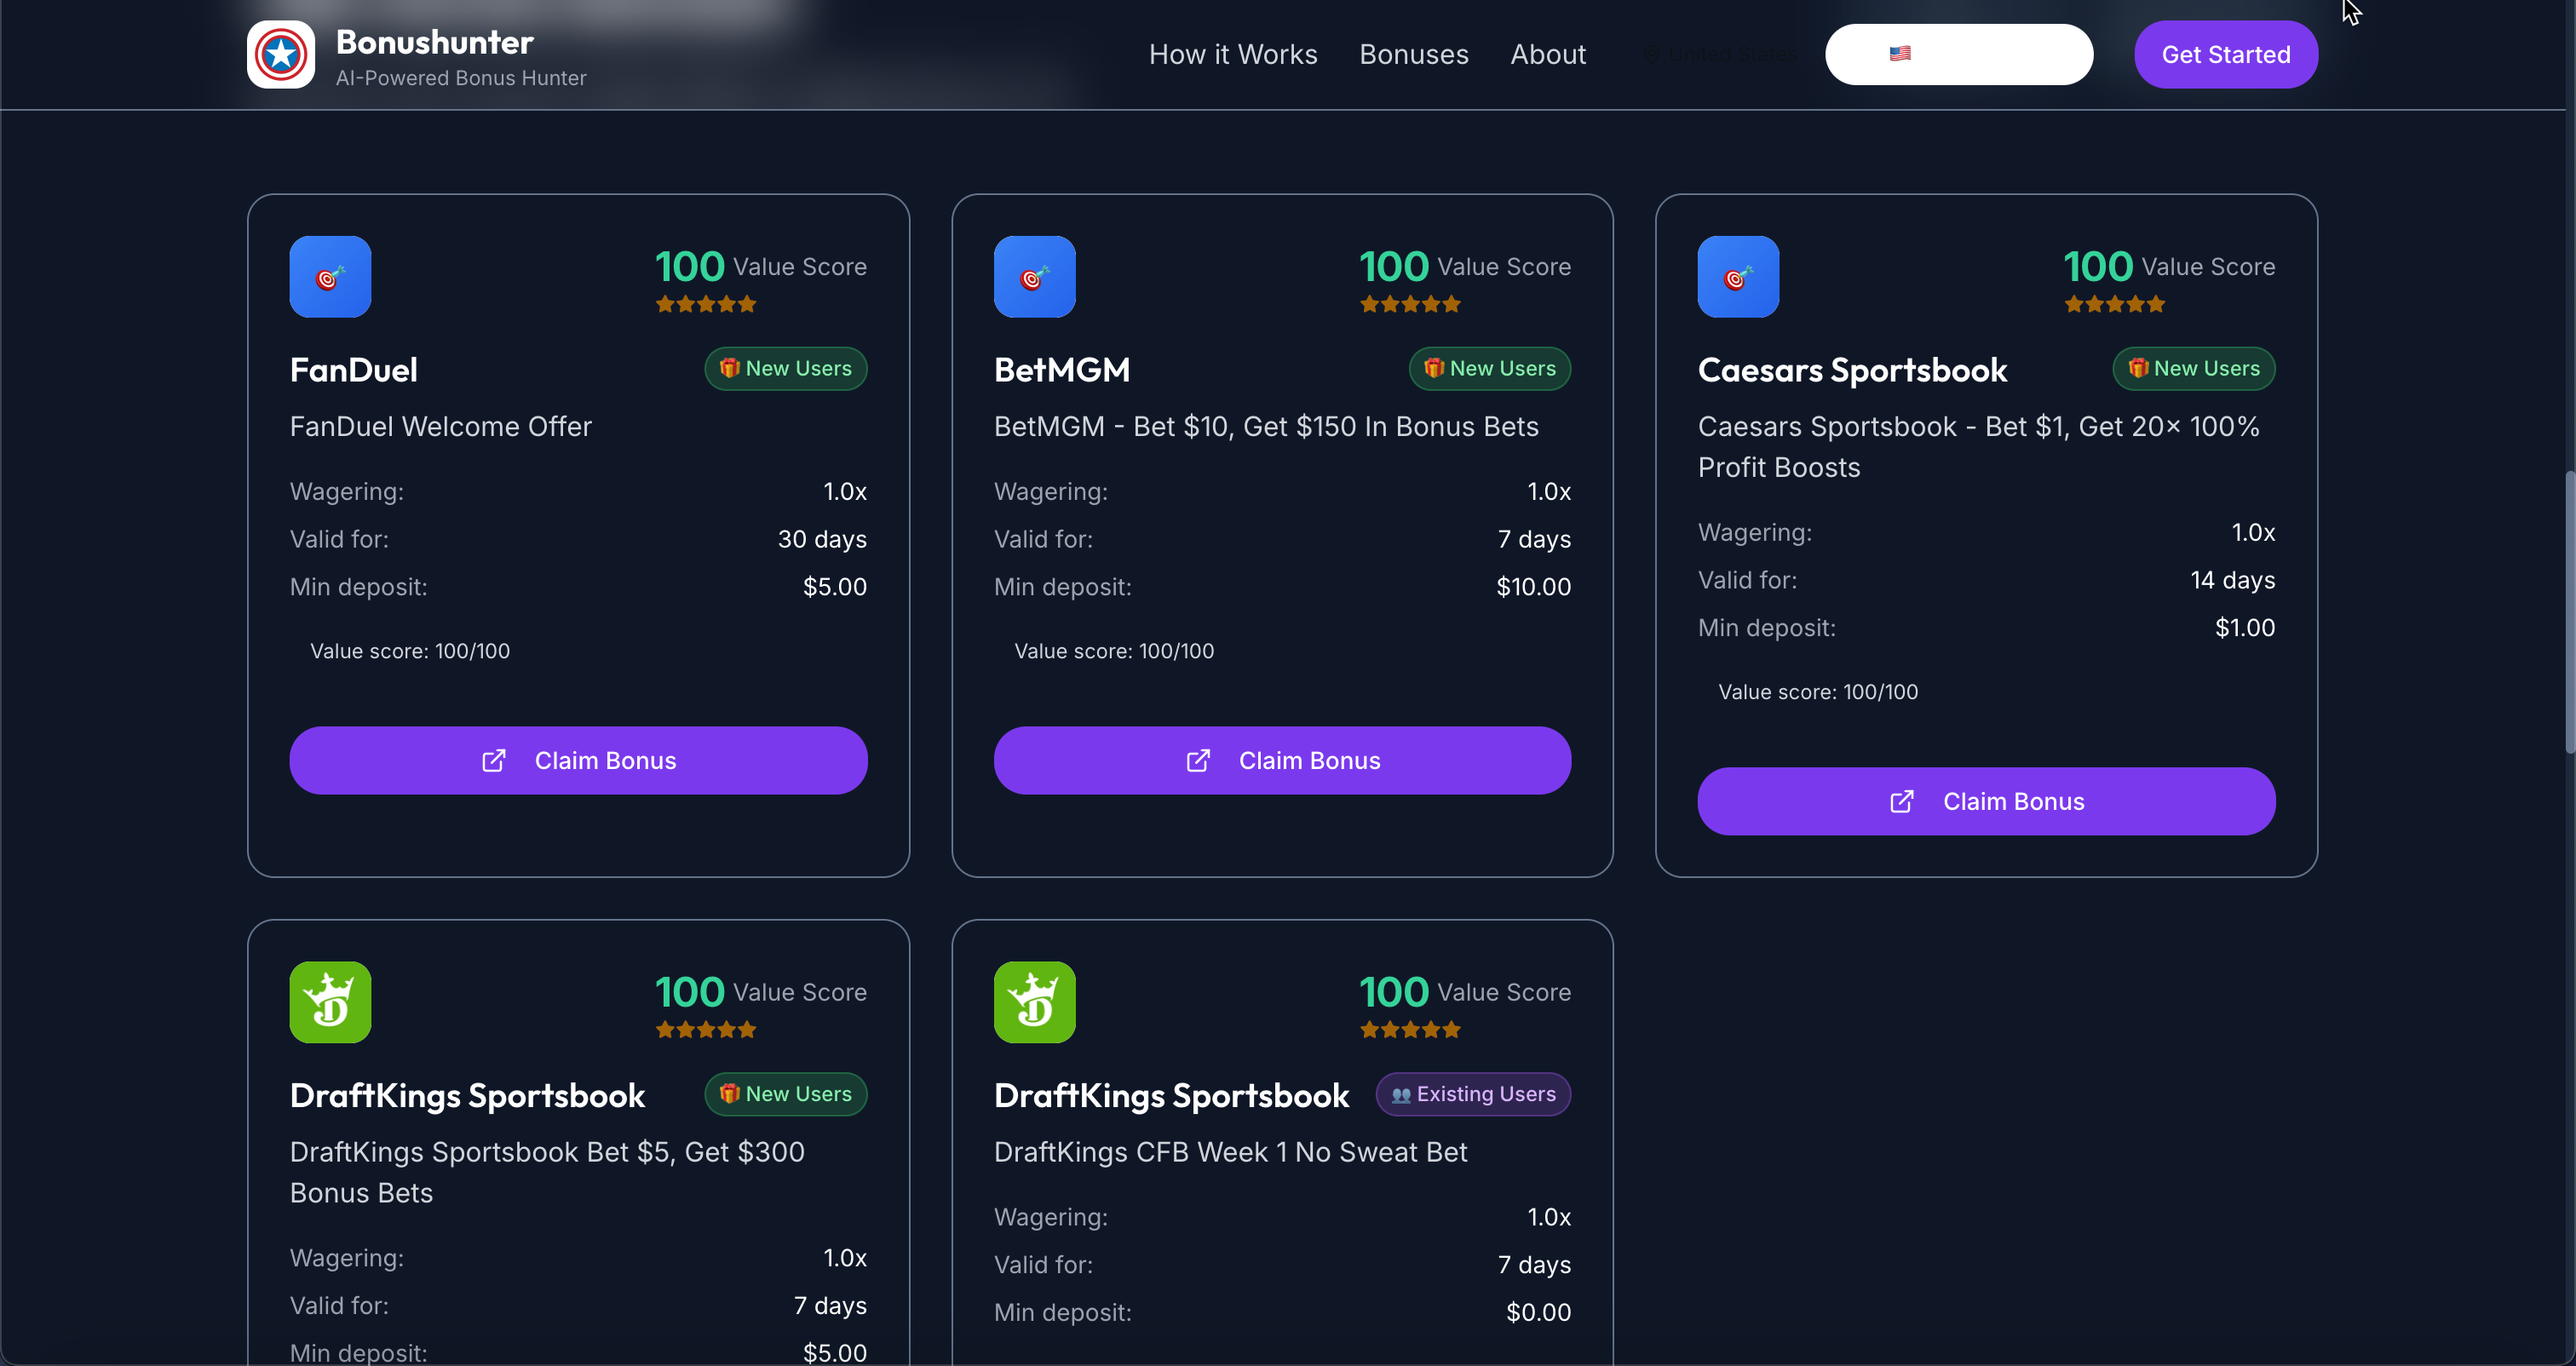 Bonushunter
AI-Powered Bonus Hunter
How it Works
Bonuses
About
United States
Get Started
100 Value Score
FanDuel
New Users
FanDuel Welcome Offer
Wagering: 1.0x
Valid for: 30 days
Min deposit: $5.00
Value score: 100/100
Claim Bonus
100 Value Score
BetMGM
New Users
BetMGM - Bet $10, Get $150 In Bonus Bets
Wagering: 1.0x
Valid for: 7 days
Min deposit: $10.00
Value score: 100/100
Claim Bonus
100 Value Score
Caesars Sportsbook
New Users
Caesars Sportsbook - Bet $1, Get 20× 100%
Profit Boosts
Wagering: 1.0x
Valid for: 14 days
Min deposit: $1.00
Value score: 100/100
Claim Bonus
100 Value Score
DraftKings Sportsbook
New Users
DraftKings Sportsbook Bet $5, Get $300
Bonus Bets
Wagering: 1.0x
Valid for: 7 days
Min deposit: $5.00
100 Value Score
DraftKings Sportsbook
Existing Users
DraftKings CFB Week 1 No Sweat Bet
Wagering: 1.0x
Valid for: 7 days
Min deposit: $0.00